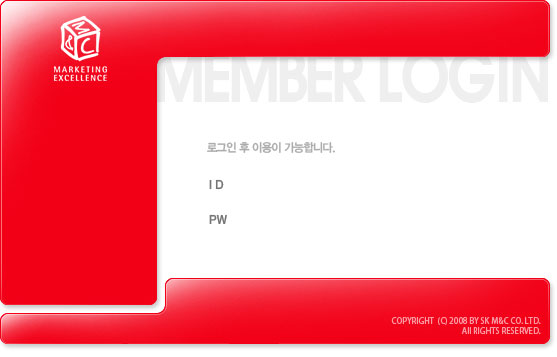 M&C
MARKETING
EXCELLENCE
MEMBER LOGIN
로그인 후 이용이 가능합니다.
I D
PW
COPYRIGHT (C) 2008 BY SK M&C CO. LTD.
All RIGHTS RESERVED.